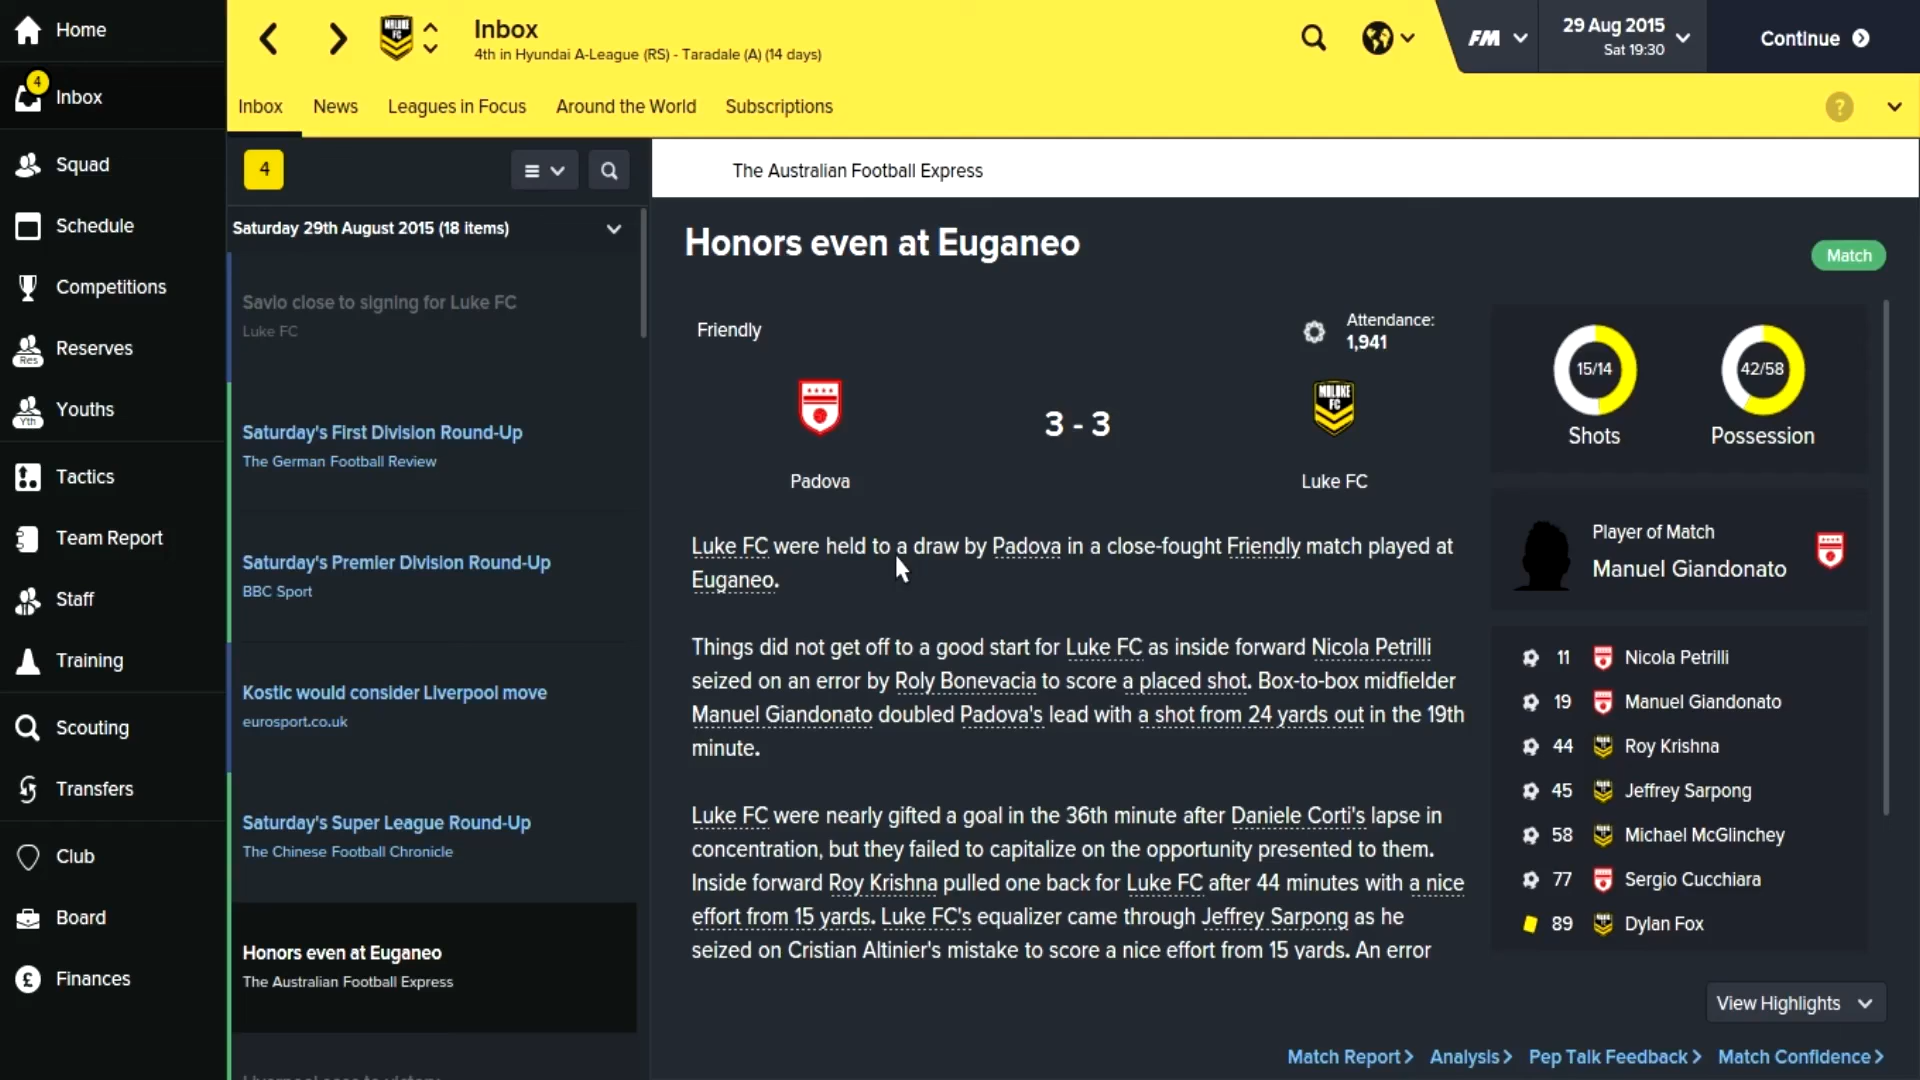 Home
4
Inbox
Squad
Schedule
Competitions
Res
Reserves
Yth
Youths
Tactics
Team Report
Staff
Training
Scouting
Transfers
Club
Board
£
Finances
MRLUKE
FC
Inbox
4th in Hyundai A-League (RS) - Taradale (A) (14 days)
FM
29 Aug 2015
Sat 19:30
Continue
Inbox News Leagues in Focus Around the World Subscriptions
?
4
Saturday 29th August 2015 (18 items)
Savio close to signing for Luke FC
Luke FC
Saturday's First Division Round-Up
The German Football Review
Saturday's Premier Division Round-Up
BBC Sport
Kostic would consider Liverpool move
eurosport.co.uk
Saturday's Super League Round-Up
The Chinese Football Chronicle
Honors even at Euganeo
The Australian Football Express
The Australian Football Express
Honors even at Euganeo
Match
Friendly
Attendance:
1,941
MRLUKE
FC
3 - 3
Padova
Luke FC
Luke FC were held to a draw by Padova in a close-fought Friendly match played at
Euganeo.
Things did not get off to a good start for Luke FC as inside forward Nicola Petrilli
seized on an error by Roly Bonevacia to score a placed shot. Box-to-box midfielder
Manuel Giandonato doubled Padova's lead with a shot from 24 yards out in the 19th
minute.
Luke FC were nearly gifted a goal in the 36th minute after Daniele Corti's lapse in
concentration, but they failed to capitalize on the opportunity presented to them.
Inside forward Roy Krishna pulled one back for Luke FC after 44 minutes with a nice
effort from 15 yards. Luke FC's equalizer came through Jeffrey Sarpong as he
seized on Cristian Altinier's mistake to score a nice effort from 15 yards. An error
15/14
Shots
42/58
Possession
Player of Match
Manuel Giandonato
11 Nicola Petrilli
19 Manuel Giandonato
44 Roy Krishna
45 Jeffrey Sarpong
58 Michael McGlinchey
77 Sergio Cucchiara
89 Dylan Fox
View Highlights
Match Report Analysis Pep Talk Feedback Match Confidence